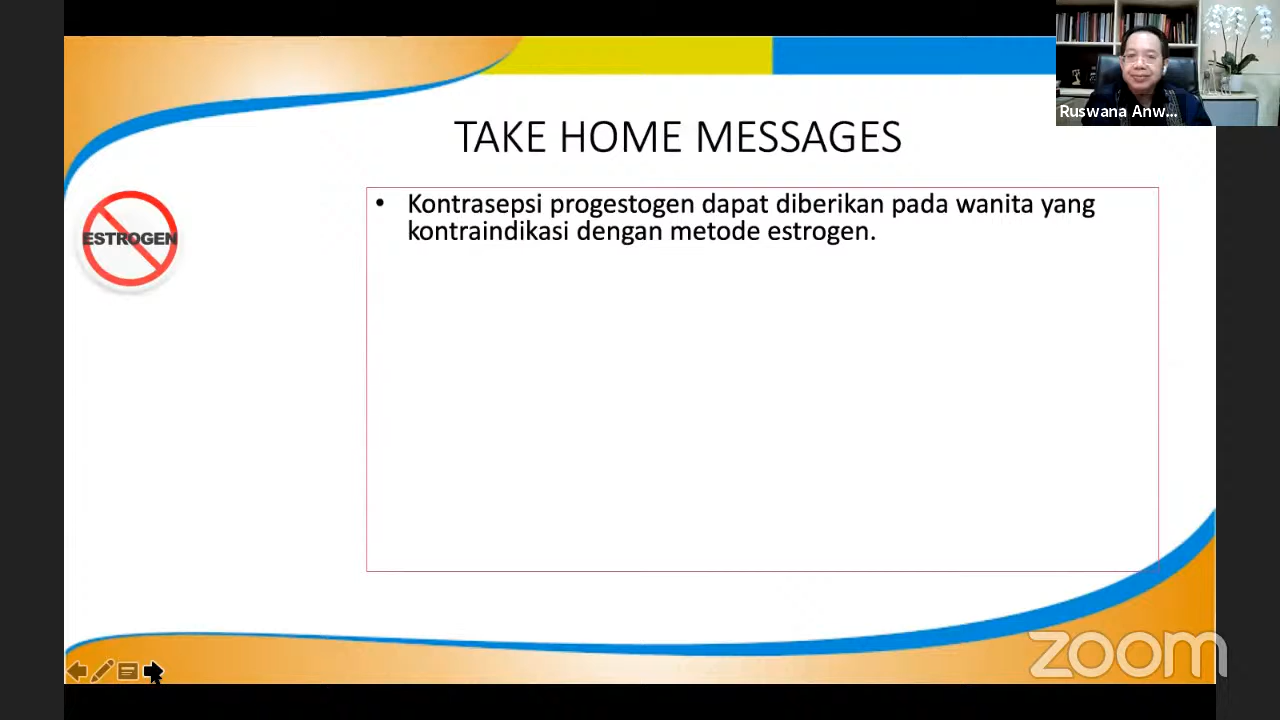 Ruswana Anw...
TAKE HOME MESSAGES
ESTROGEN
• Kontrasepsi progestogen dapat diberikan pada wanita yang
kontraindikasi dengan metode estrogen.
zoom